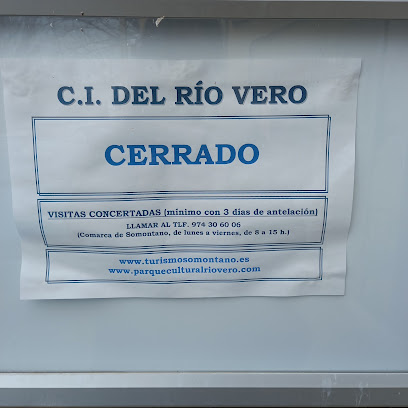 C.I. DEL RÍO VERO
CERRADO
VISITAS CONCERTADAS (mínimo con 3 días de antelación)
LLAMAR AL TLF. 974 30 60 06
(Comarca de Somontano, de lunes a viernes, de 8 a 15 h.)
www.turismosomontano.es
www.parqueculturalriovero.com